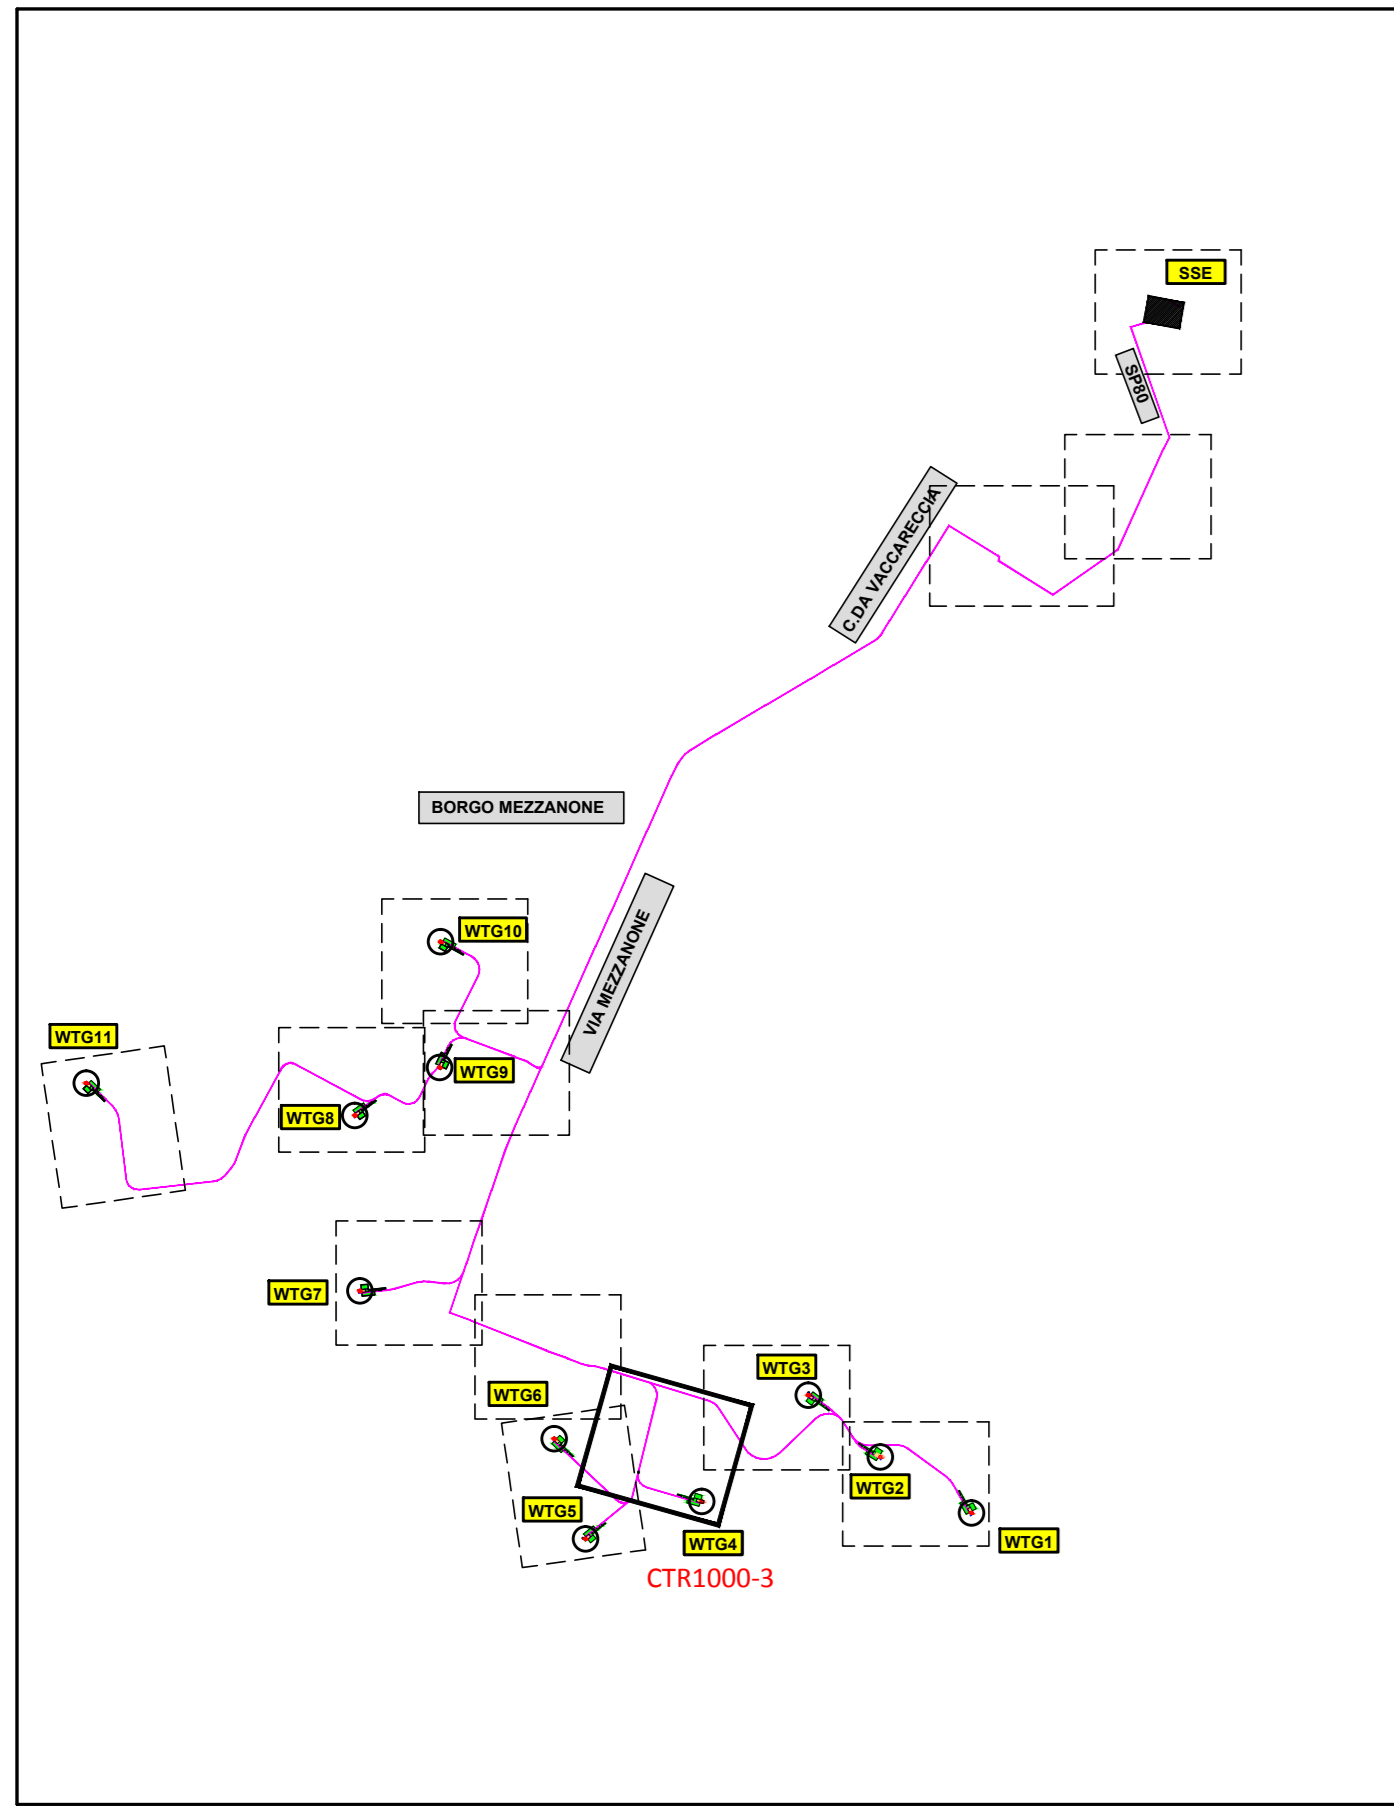 SSE
SP80
C.DA VACCARECCIA
BORGO MEZZANONE
VIA MEZZANONE
WTG10
WTG11
WTG9
WTG8
WTG7
WTG3
WTG6
WTG2
WTG5
WTG4
WTG1
CTR1000-3